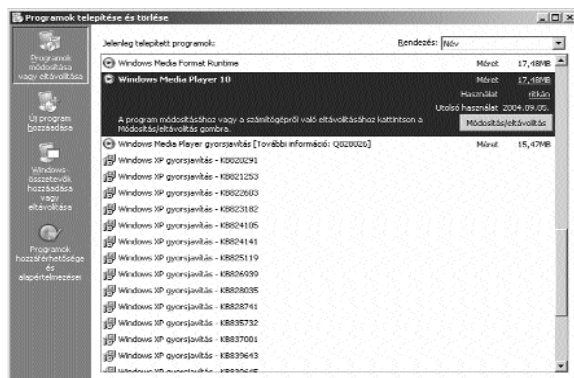 Programok telepítése és törlése
Programok módosítása vagy eltávolítása
Új program hozzáadása
Windows-összetevők hozzáadása vagy eltávolítása
Programok hozzáférhetősége és alapértelmezései
Jelenleg telepített programok:
Rendezés: Név
Windows Media Format Runtime Méret 17,48MB
Windows Media Player 10 Méret 17,48MB
Használat ritkán
Utolsó használat 2004.09.05.
A program módosításához vagy a számítógépről való eltávolításához kattintson a
Módosítás/eltávolítás gombra.
Módosítás/eltávolítás
Windows Media Player gyorsjavítás [További információ: Q828026] Méret 15,47MB
Windows XP gyorsjavítás - KB820291
Windows XP gyorsjavítás - KB821253
Windows XP gyorsjavítás - KB822603
Windows XP gyorsjavítás - KB823182
Windows XP gyorsjavítás - KB824105
Windows XP gyorsjavítás - KB824141
Windows XP gyorsjavítás - KB825119
Windows XP gyorsjavítás - KB826939
Windows XP gyorsjavítás - KB828035
Windows XP gyorsjavítás - KB828741
Windows XP gyorsjavítás - KB835732
Windows XP gyorsjavítás - KB837001
Windows XP gyorsjavítás - KB839643
Windows XP gyorsjavítás